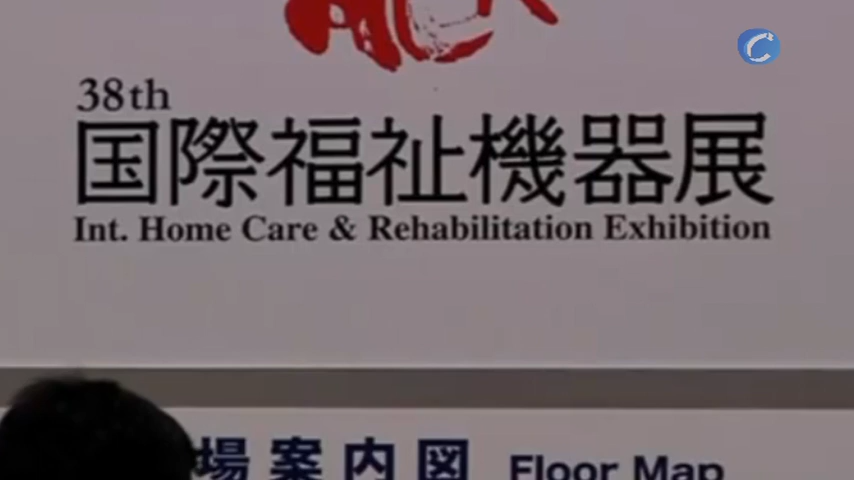 38th
国際福祉機器展
Int. Home Care & Rehabilitation Exhibition
場案内図 Floor Map